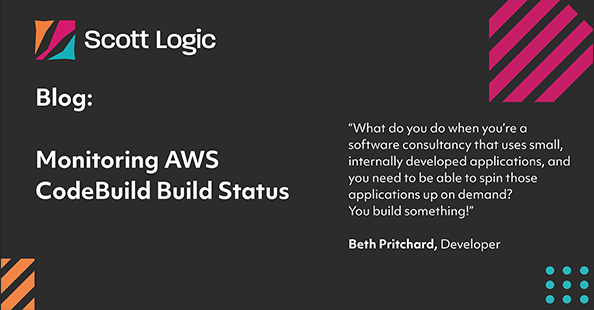 Scott Logic
Blog:
Monitoring AWS
CodeBuild Build Status
“What do you do when you’re a
software consultancy that uses small,
internally developed applications, and
you need to be able to spin those
applications up on demand?
You build something!”
Beth Pritchard, Developer